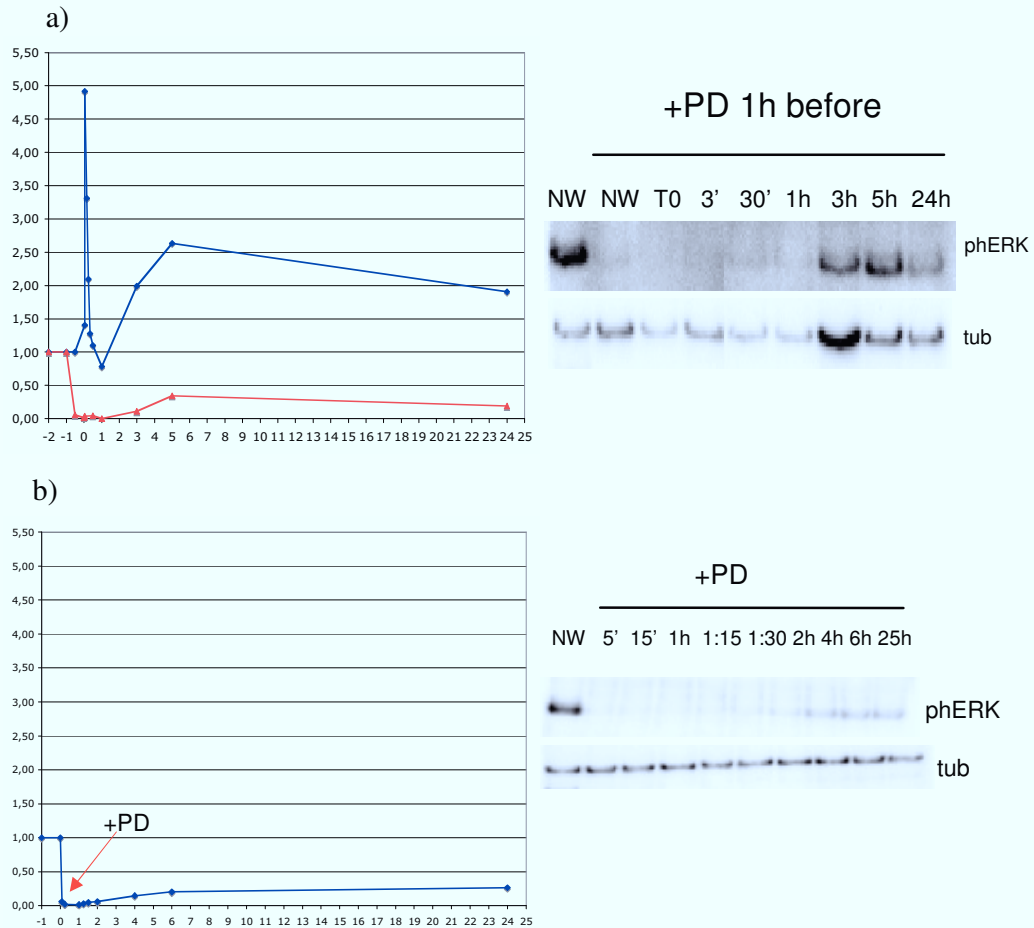 a)
5,50
5,00
4,50
4,00
3,50
3,00
2,50
2,00
1,50
1,00
0,50
0,00
-2 -1 0 1 2 3 4 5 6 7 8 9 10 11 12 13 14 15 16 17 18 19 20 21 22 23 24 25
+PD 1h before
NW NW T0 3’ 30’ 1h 3h 5h 24h
phERK
tub
b)
5,50
5,00
4,50
4,00
3,50
3,00
2,50
2,00
1,50
1,00
0,50
0,00
+PD
-1 0 1 2 3 4 5 6 7 8 9 10 11 12 13 14 15 16 17 18 19 20 21 22 23 24 25
+PD
NW 5’ 15’ 1h 1:15 1:30 2h 4h 6h 25h
phERK
tub